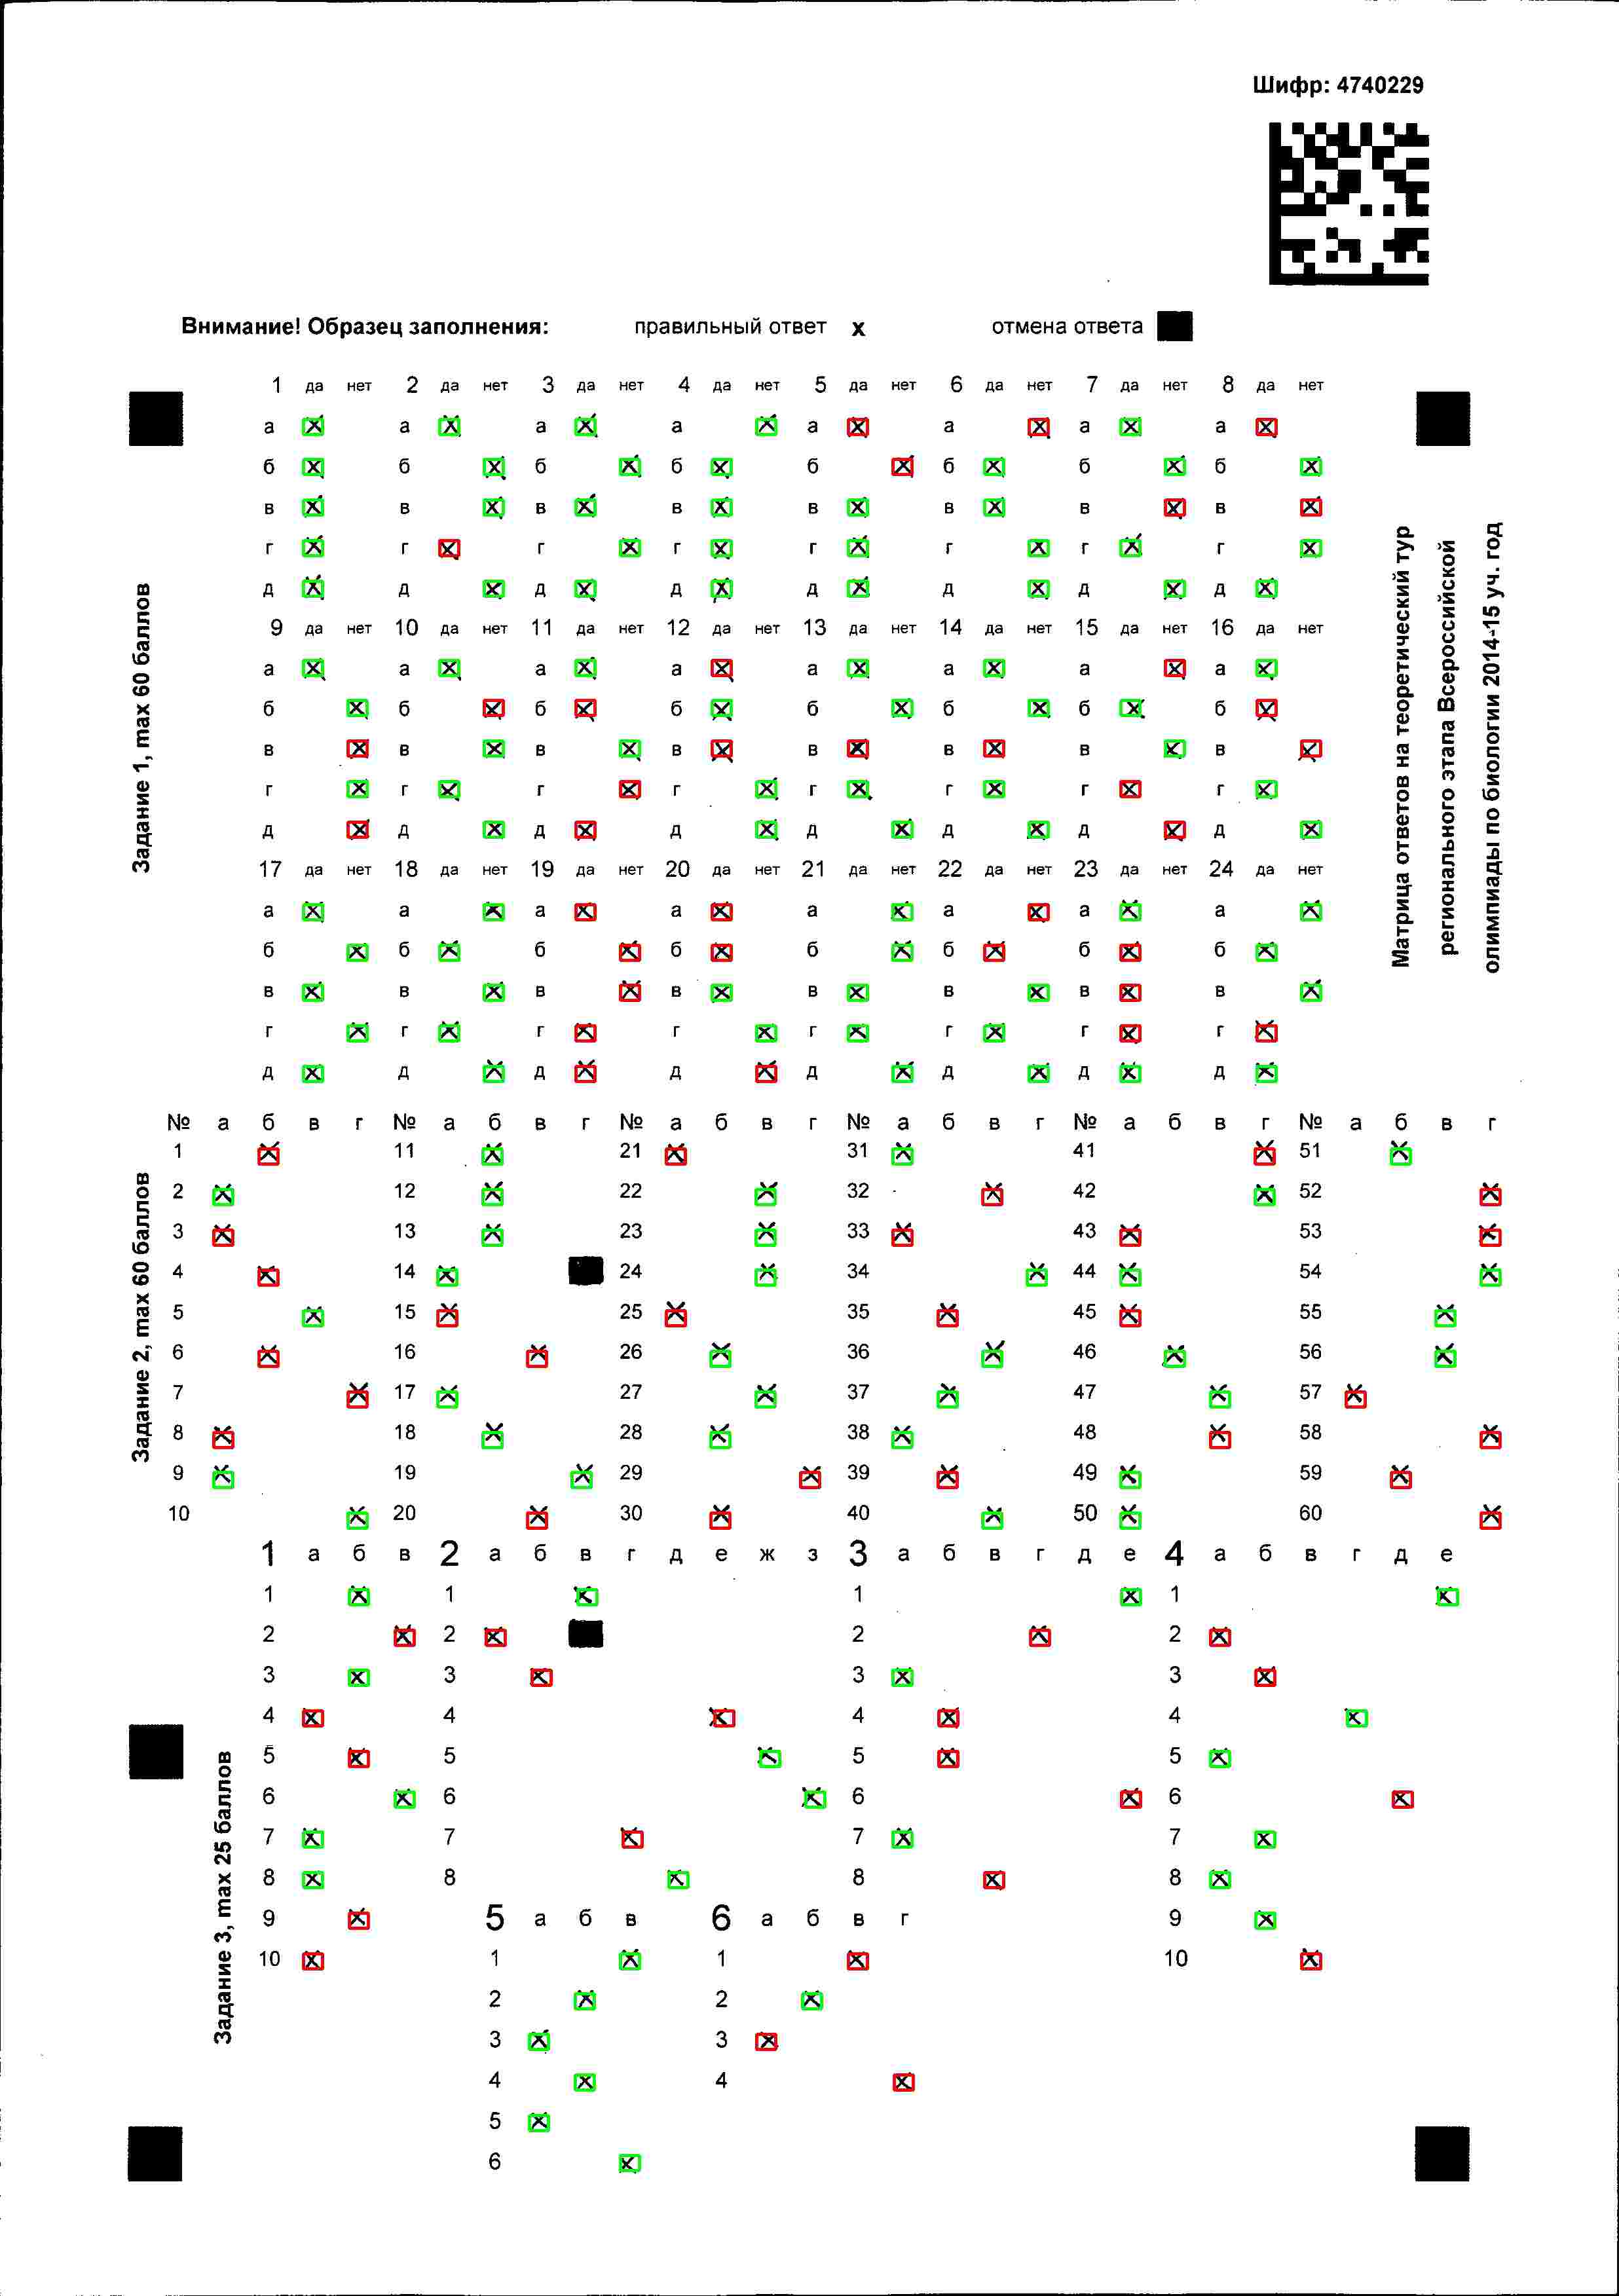 Шифр: 4740229
Внимание! Образец заполнения: правильный ответ х отмена ответа
1 да нет 2 да нет 3 да нет 4 да нет 5 да нет 6 да нет 7 да нет 8 да нет
а а а а а а а а
б б б б б б б б
в в в в в в в в
г г г г г г г г
д д д д д д д д
9 да нет 10 да нет 11 да нет 12 да нет 13 да нет 14 да нет 15 да нет 16 да нет
а а а а а а а а
б б б б б б б б
в в в в в в в в
г г г г г г г г
д д д д д д д д
17 да нет 18 да нет 19 да нет 20 да нет 21 да нет 22 да нет 23 да нет 24 да нет
а а а а а а а а
б б б б б б б б
в в в в в в в в
г г г г г г г г
д д д д д д д д
Задание 1, max 60 баллов
Матрица ответов на теоретический тур
регионального этапа Всероссийской
олимпиады по биологии 2014-15 уч. год
№ а б в г № а б в г № а б в г № а б в г № а б в г № а б в г
1 11 21 31 41 51
2 12 22 32 42 52
3 13 23 33 43 53
4 14 24 34 44 54
5 15 25 35 45 55
6 16 26 36 46 56
7 17 27 37 47 57
8 18 28 38 48 58
9 19 29 39 49 59
10 20 30 40 50 60
Задание 2, max 60 баллов
1 а б в 2 а б в г д е ж з 3 а б в г д е 4 а б в г д е
1 1 1 1
2 2 2 2
3 3 3 3
4 4 4 4
5 5 5 5
6 6 6 6
7 7 7 7
8 8 8 8
9 5 а б в 6 а б в г 9
10 1 1 10
2 2
3 3
4 4
5
6
Задание 3, max 25 баллов